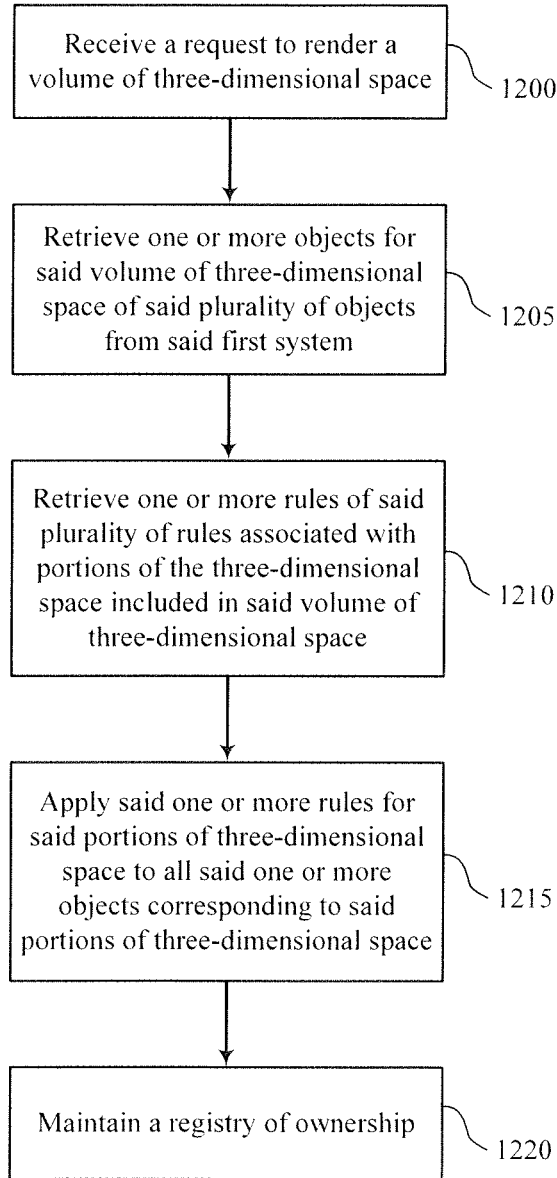 Receive a request to render a
volume of three-dimensional space
1200
Retrieve one or more objects for
said volume of three-dimensional
space of said plurality of objects
from said first system
1205
Retrieve one or more rules of said
plurality of rules associated with
portions of the three-dimensional
space included in said volume of
three-dimensional space
1210
Apply said one or more rules for
said portions of three-dimensional
space to all said one or more
objects corresponding to said
portions of three-dimensional space
1215
Maintain a registry of ownership
1220